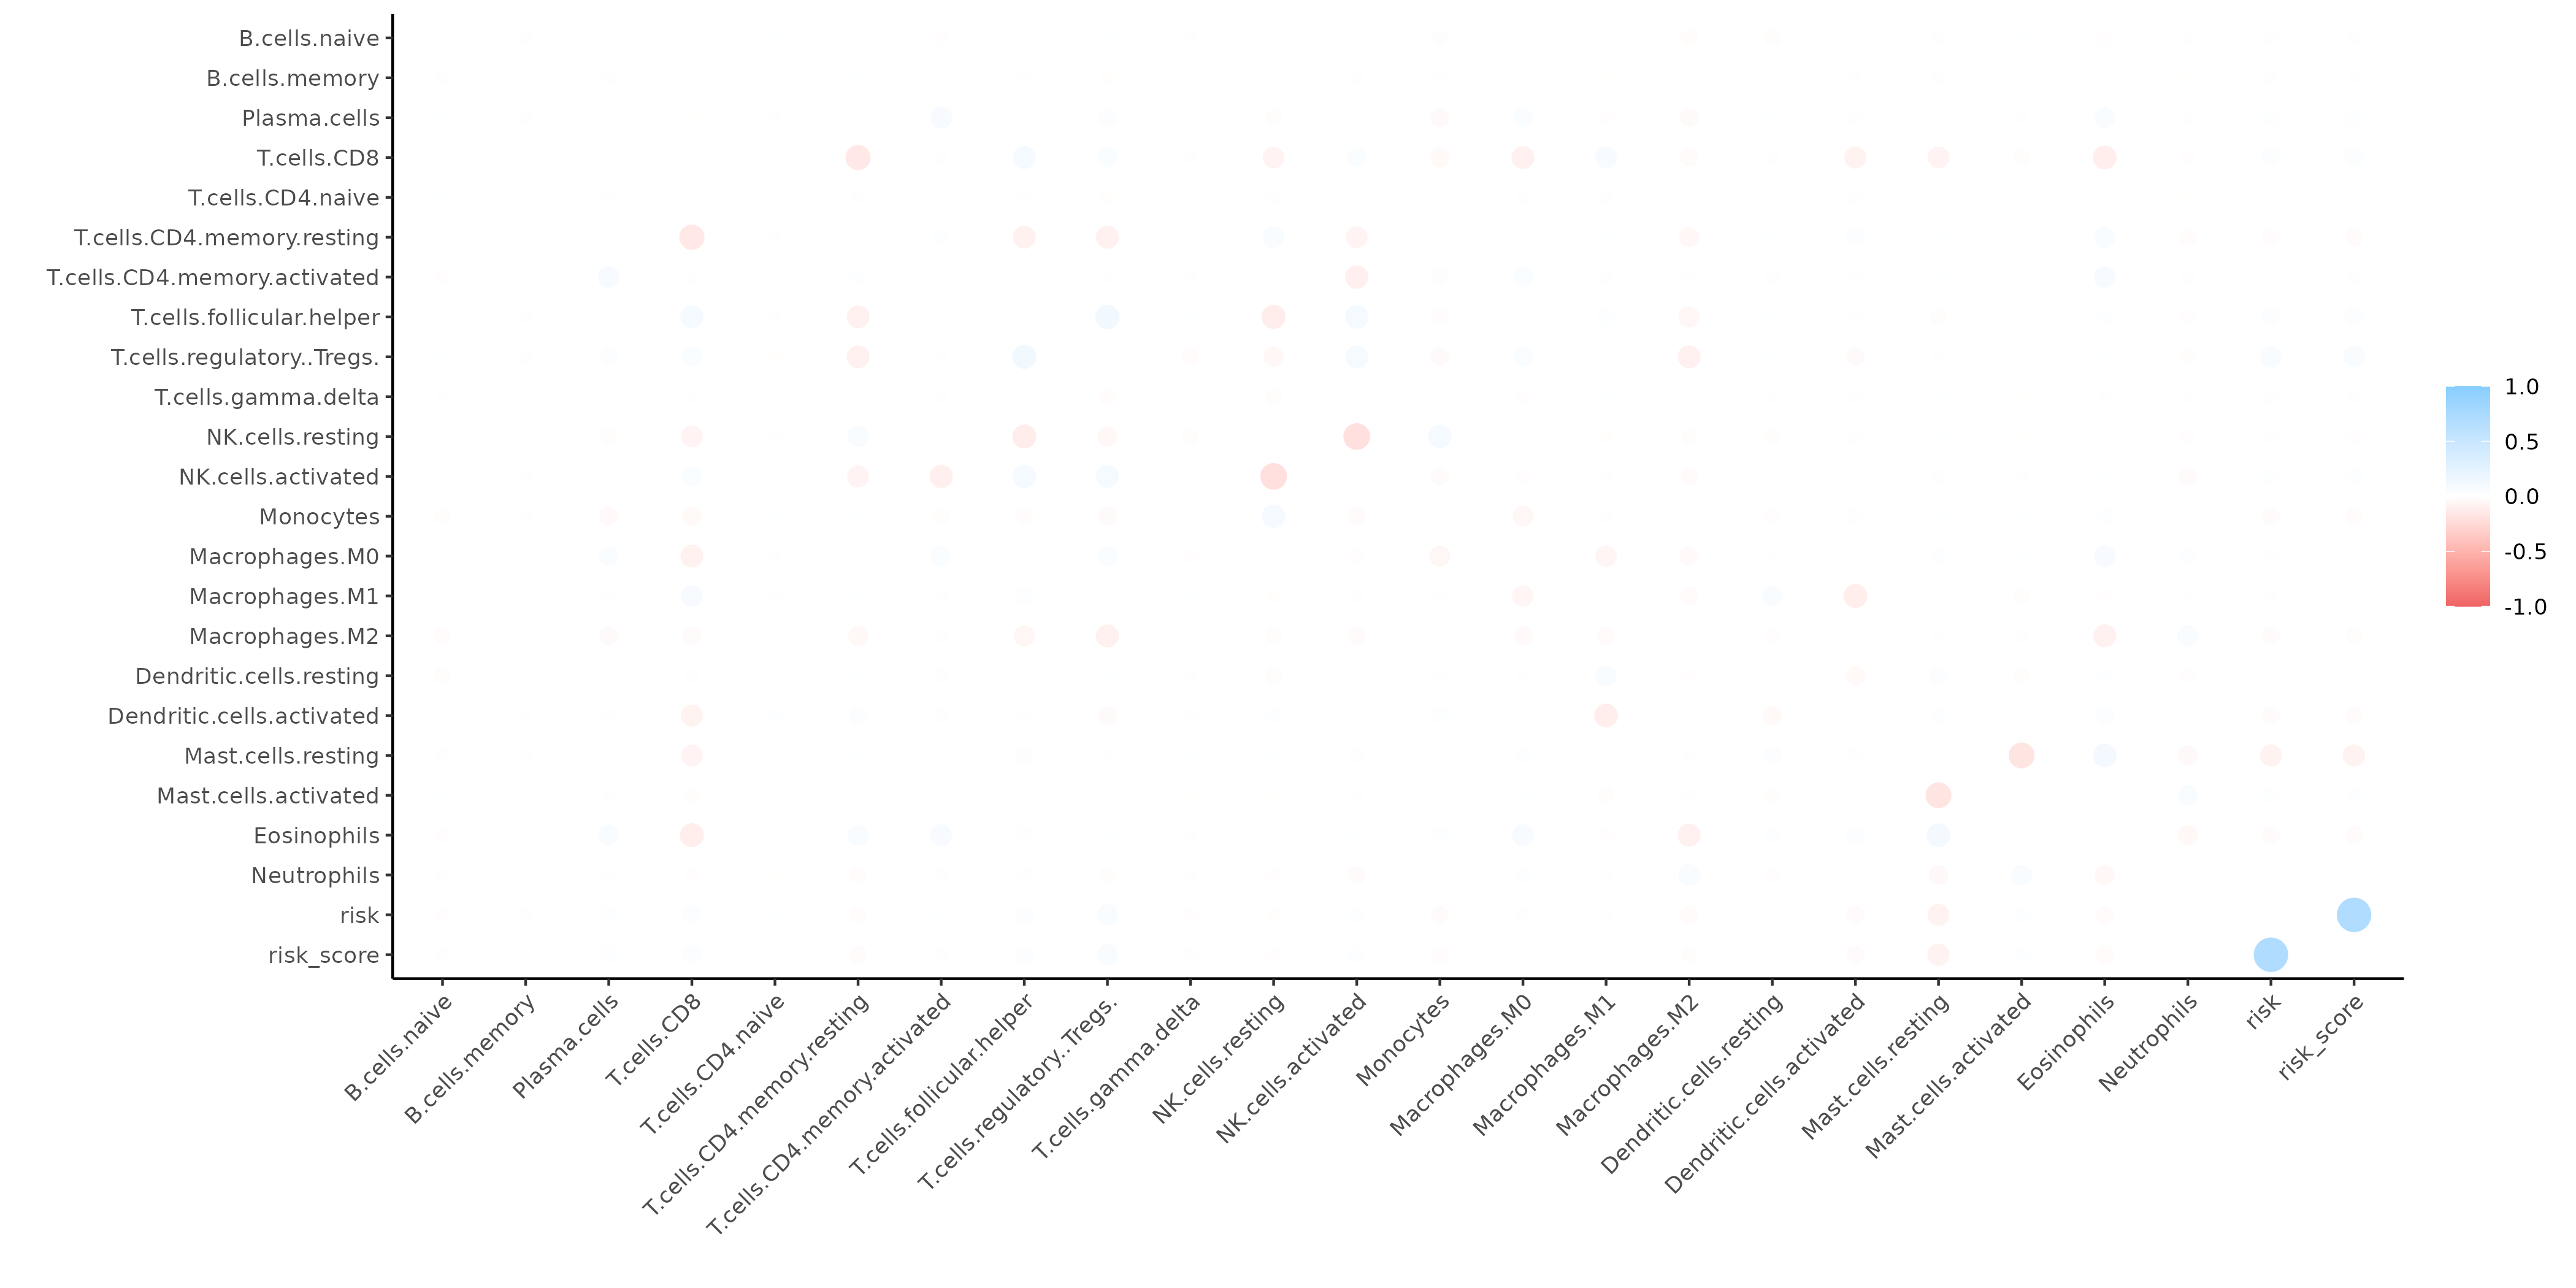 B.cells.naive
B.cells.memory
Plasma.cells
T.cells.CD8
T.cells.CD4.naive
T.cells.CD4.memory.resting
T.cells.CD4.memory.activated
T.cells.follicular.helper
T.cells.regulatory..Tregs.
T.cells.gamma.delta
NK.cells.resting
NK.cells.activated
Monocytes
Macrophages.M0
Macrophages.M1
Macrophages.M2
Dendritic.cells.resting
Dendritic.cells.activated
Mast.cells.resting
Mast.cells.activated
Eosinophils
Neutrophils
risk
risk_score
B.cells.naive
B.cells.memory
Plasma.cells
T.cells.CD8
T.cells.CD4.naive
T.cells.CD4.memory.resting
T.cells.CD4.memory.activated
T.cells.follicular.helper
T.cells.regulatory..Tregs.
T.cells.gamma.delta
NK.cells.resting
NK.cells.activated
Monocytes
Macrophages.M0
Macrophages.M1
Macrophages.M2
Dendritic.cells.resting
Dendritic.cells.activated
Mast.cells.resting
Mast.cells.activated
Eosinophils
Neutrophils
risk
risk_score
1.0
0.5
0.0
-0.5
-1.0